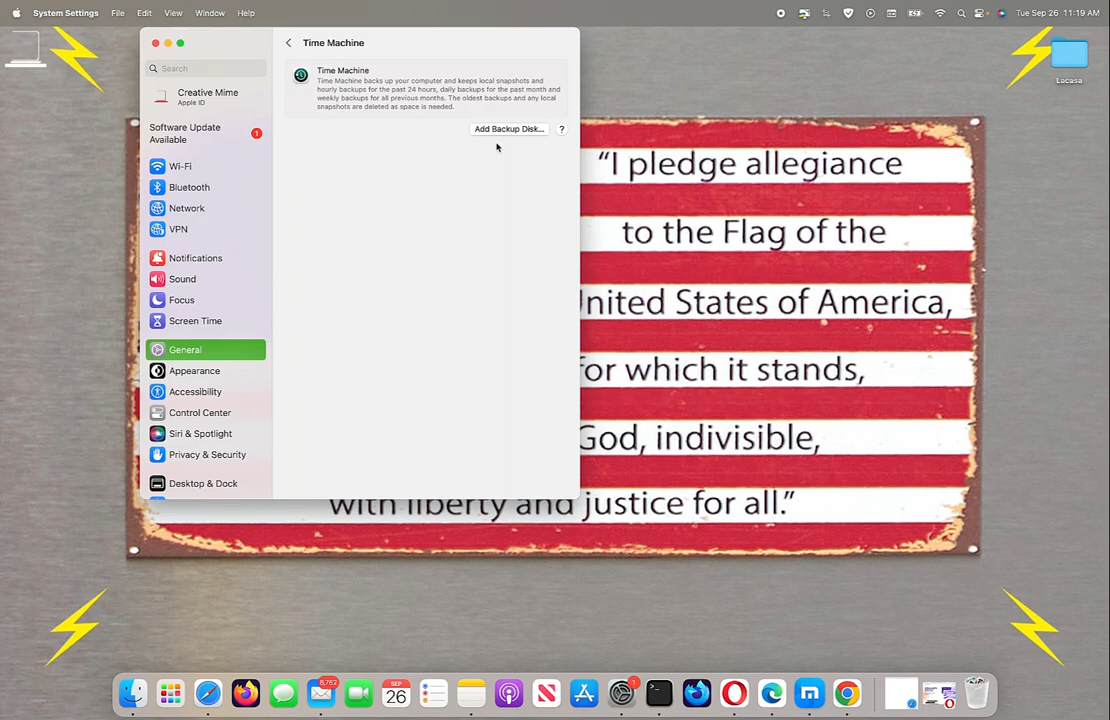 System Settings File Edit View Window Help
Tue Sep 26 11:19 AM
Lacasa
Time Machine
Search
Creative Mime
Apple ID
Software Update
Available
1
Wi-Fi
Bluetooth
Network
VPN
Notifications
Sound
Focus
Screen Time
General
Appearance
Accessibility
Control Center
Siri & Spotlight
Privacy & Security
Desktop & Dock
Time Machine
Time Machine backs up your computer and keeps local snapshots and
hourly backups for the past 24 hours, daily backups for the past month and
weekly backups for all previous months. The oldest backups and any local
snapshots are deleted as space is needed.
Add Backup Disk... ?
“I pledge allegiance
to the Flag of the
United States of America,
for which it stands,
God, indivisible,
with liberty and justice for all.”
8,762
SEP
26
1